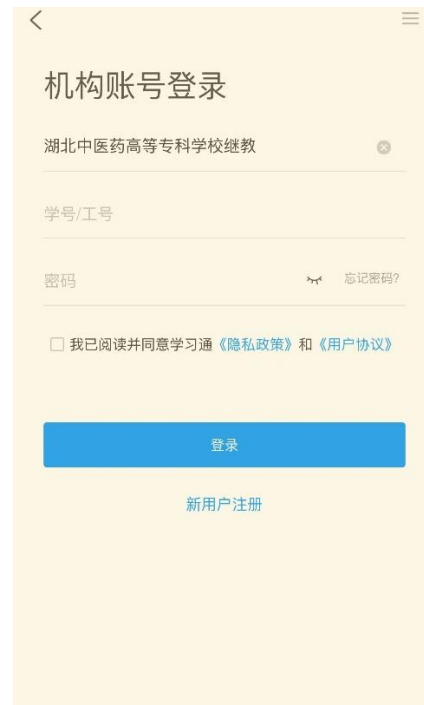 机构账号登录
湖北中医药高等专科学校继教
学号/工号
密码 忘记密码?
我已阅读并同意学习通《隐私政策》和《用户协议》
登录
新用户注册